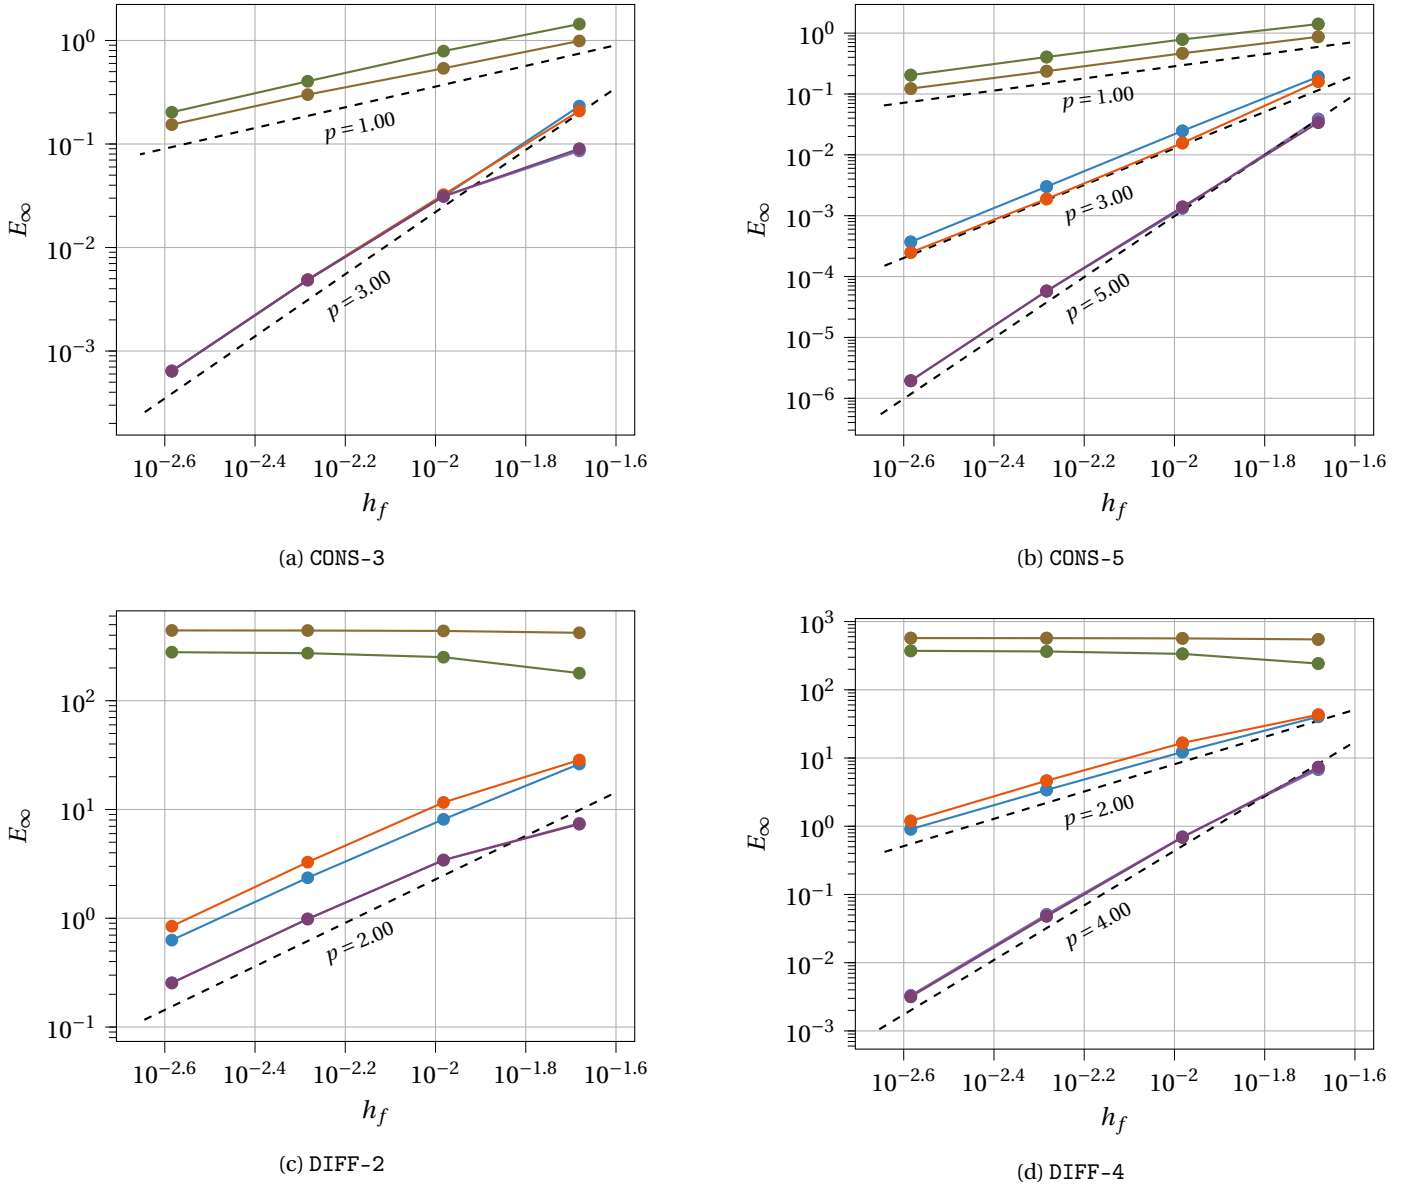 10^0
10^-1
10^-2
10^-3
E_∞
p = 1.00
p = 3.00
10^-2.6 10^-2.4 10^-2.2 10^-2 10^-1.8 10^-1.6
h_f
(a) CONS-3
10^0
10^-1
10^-2
10^-3
10^-4
10^-5
10^-6
E_∞
p = 1.00
p = 3.00
p = 5.00
10^-2.6 10^-2.4 10^-2.2 10^-2 10^-1.8 10^-1.6
h_f
(b) CONS-5
10^2
10^1
10^0
10^-1
E_∞
p = 2.00
10^-2.6 10^-2.4 10^-2.2 10^-2 10^-1.8 10^-1.6
h_f
(c) DIFF-2
10^3
10^2
10^1
10^0
10^-1
10^-2
10^-3
E_∞
p = 2.00
p = 4.00
10^-2.6 10^-2.4 10^-2.2 10^-2 10^-1.8 10^-1.6
h_f
(d) DIFF-4